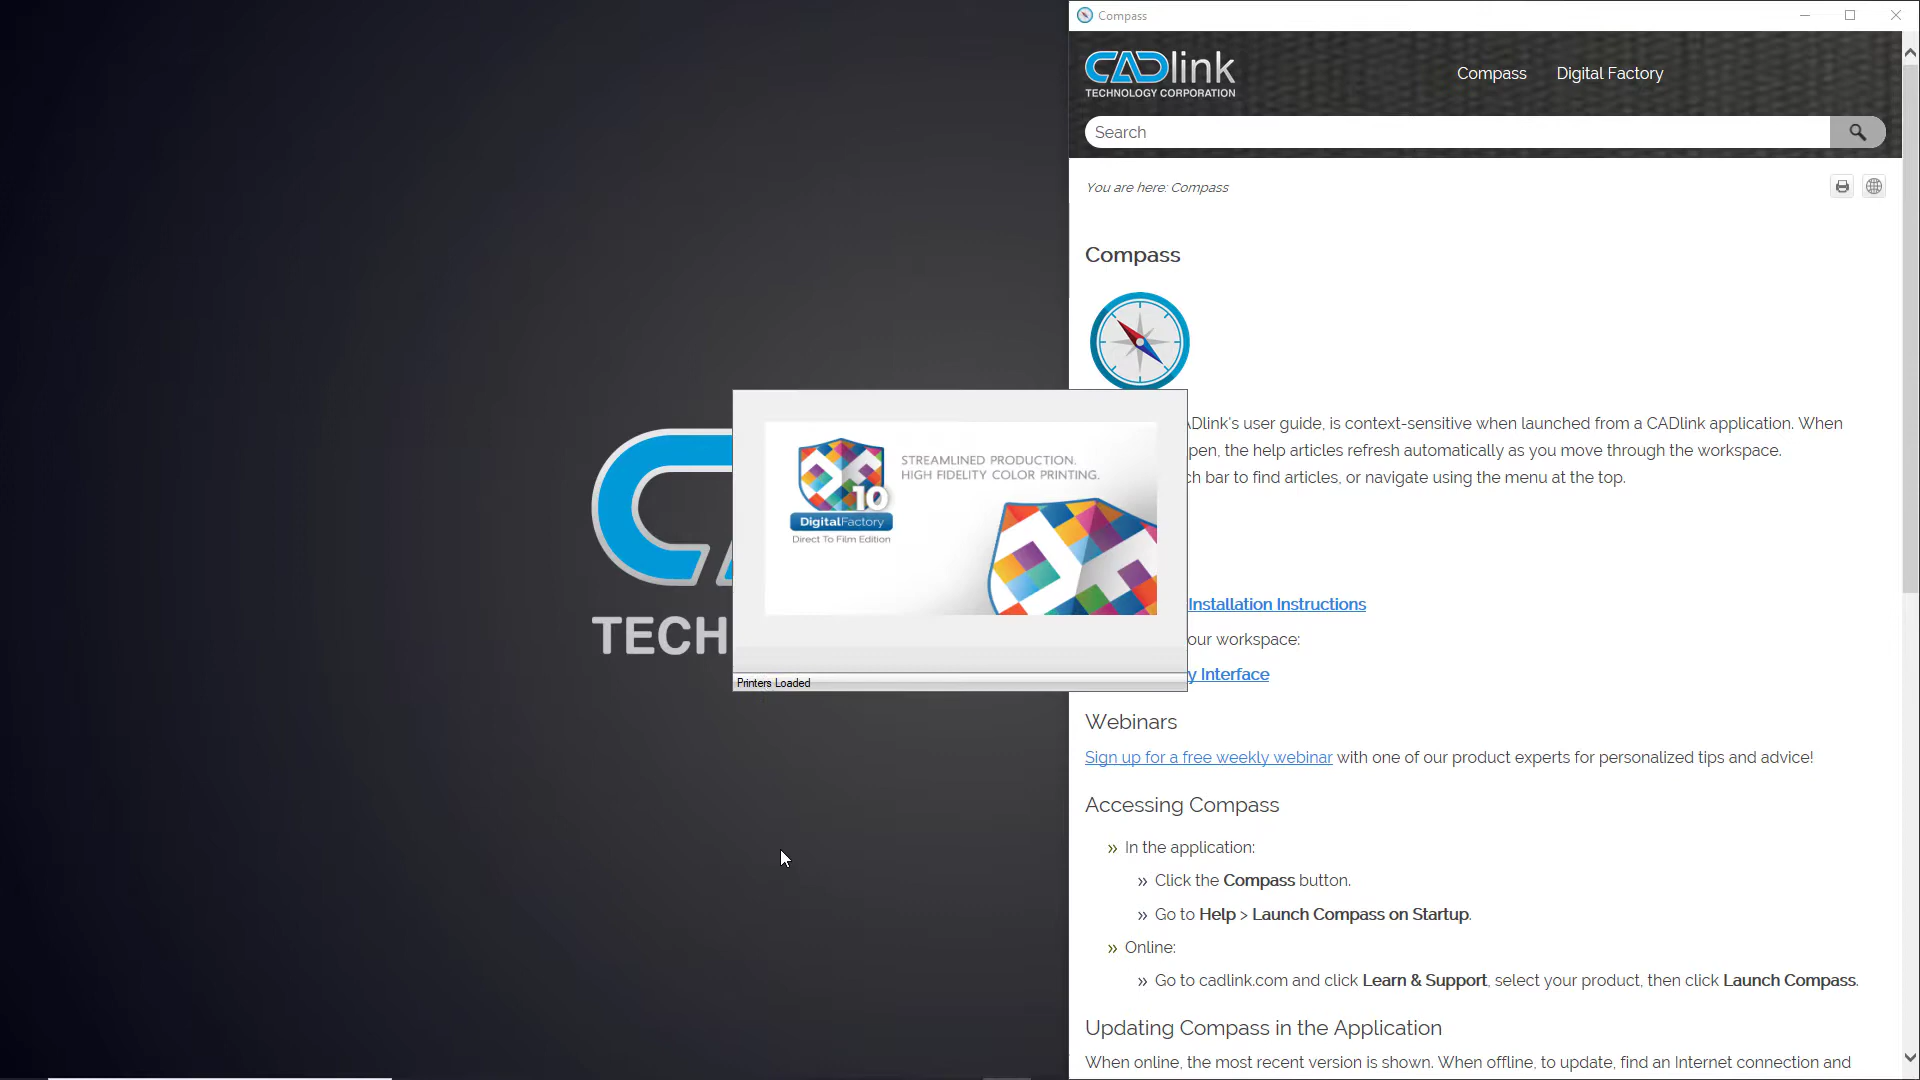 Compass
CADlink
TECHNOLOGY CORPORATION
Compass
Digital Factory
Search
You are here: Compass
Compass
ADlink's user guide, is context-sensitive when launched from a CADlink application. When
pen, the help articles refresh automatically as you move through the workspace.
ch bar to find articles, or navigate using the menu at the top.
10
DigitalFactory
Direct To Film Edition
STREAMLINED PRODUCTION.
HIGH FIDELITY COLOR PRINTING.
Installation Instructions
our workspace:
y Interface
TECH
Printers Loaded
Webinars
Sign up for a free weekly webinar with one of our product experts for personalized tips and advice!
Accessing Compass
» In the application:
» Click the Compass button.
» Go to Help > Launch Compass on Startup.
» Online:
» Go to cadlink.com and click Learn & Support, select your product, then click Launch Compass.
Updating Compass in the Application
When online, the most recent version is shown. When offline, to update, find an Internet connection and